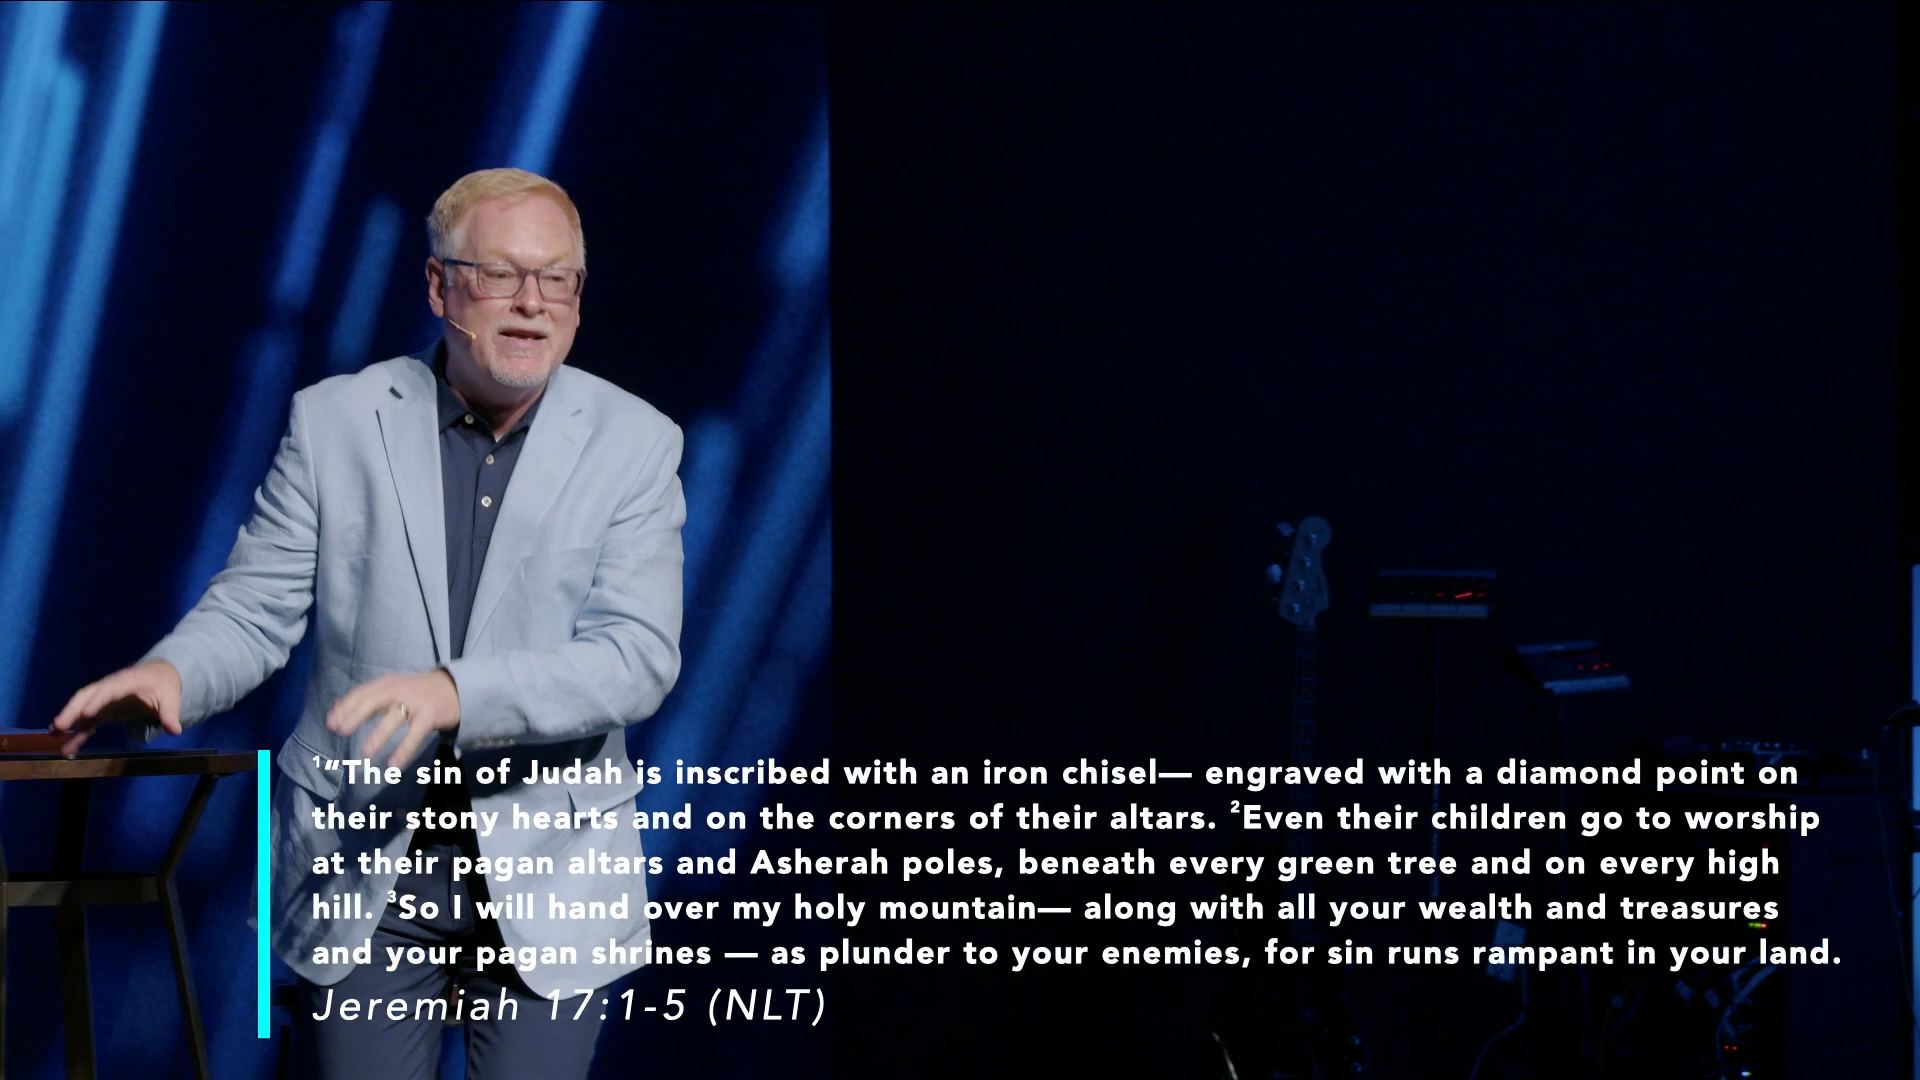 ¹"The sin of Judah is inscribed with an iron chisel— engraved with a diamond point on
their stony hearts and on the corners of their altars. ²Even their children go to worship
at their pagan altars and Asherah poles, beneath every green tree and on every high
hill. ³So I will hand over my holy mountain— along with all your wealth and treasures
and your pagan shrines — as plunder to your enemies, for sin runs rampant in your land.
Jeremiah 17:1-5 (NLT)